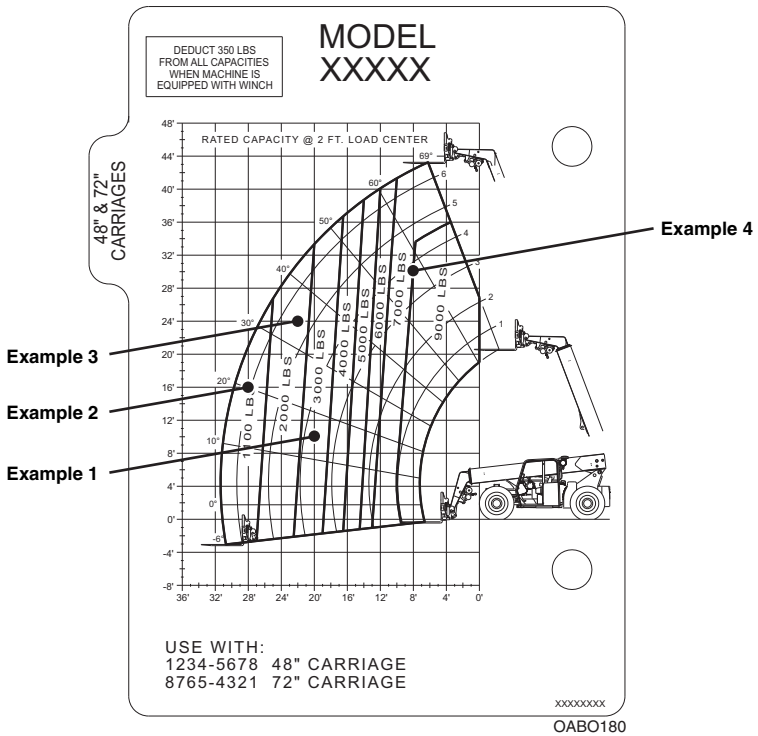 DEDUCT 350 LBS
FROM ALL CAPACITIES
WHEN MACHINE IS
EQUIPPED WITH WINCH
MODEL
XXXXX
48" & 72"
CARRIAGES
RATED CAPACITY @ 2 FT. LOAD CENTER
48'
44'
40'
36'
32'
28'
24'
20'
16'
12'
8'
4'
0'
-4'
-8'
36'
32'
28'
24'
20'
16'
12'
8'
4'
0'
69°
60°
50°
40°
30°
20°
10°
0°
-6°
6
5
4
3
2
1
1100 LBS
2000 LBS
3000 LBS
4000 LBS
5000 LBS
6000 LBS
7000 LBS
9000 LBS
Example 4
Example 3
Example 2
Example 1
USE WITH:
1234-5678 48" CARRIAGE
8765-4321 72" CARRIAGE
XXXXXXXX
OABO180